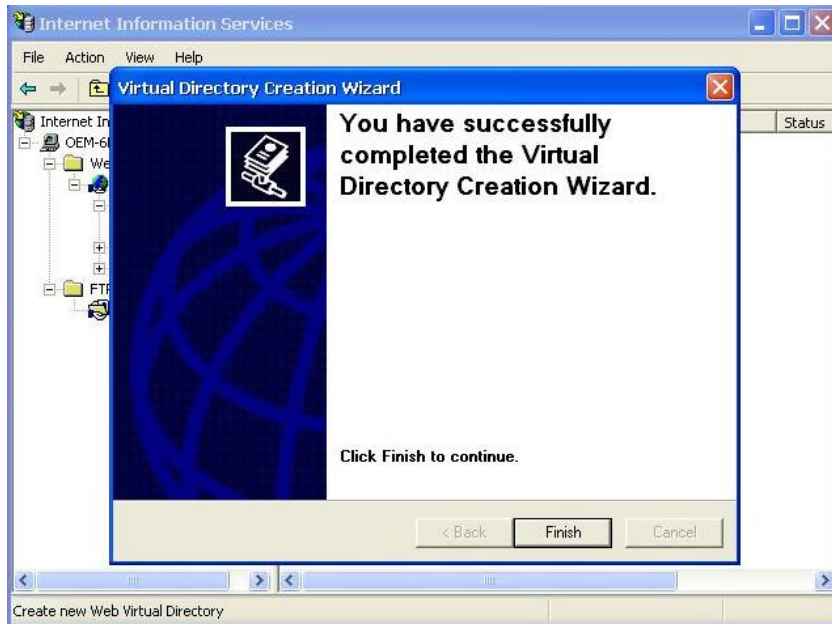 Internet Information Services
File Action View Help
Virtual Directory Creation Wizard
Internet In
Status
OEM-6
We
FTP
You have successfully
completed the Virtual
Directory Creation Wizard.
Click Finish to continue.
< Back Finish Cancel
Create new Web Virtual Directory